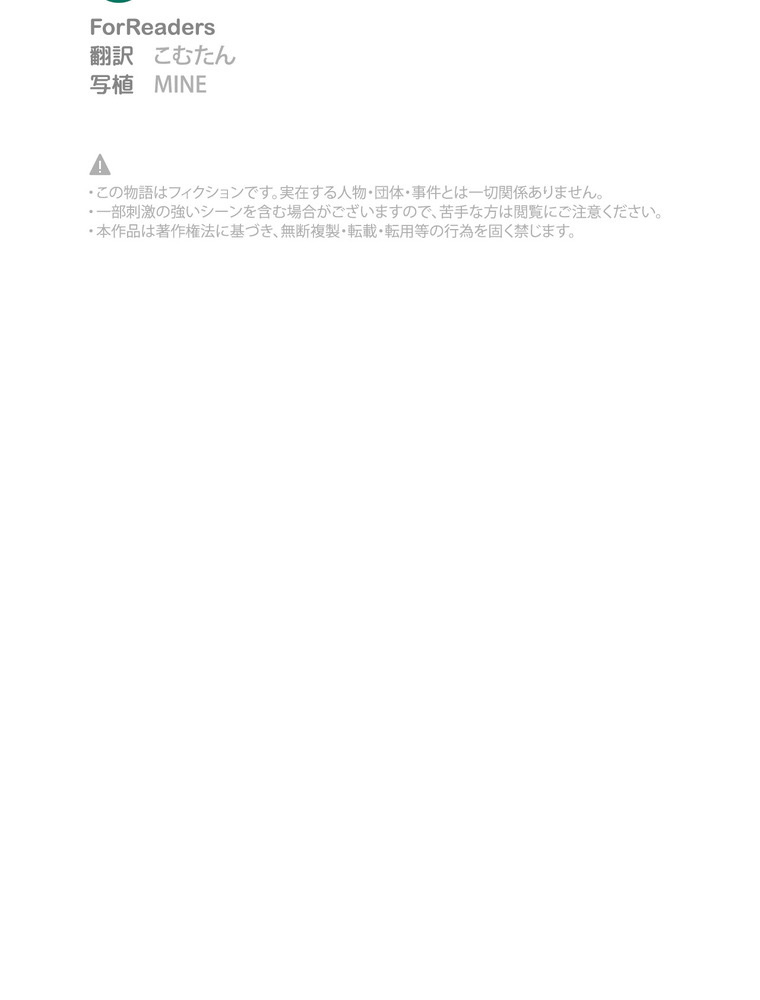 ForReaders
翻訳 こむたん
写植 MINE
・この物語はフィクションです。実在する人物・団体・事件とは一切関係ありません。
・一部刺激の強いシーンを含む場合がございますので、苦手な方は閲覧にご注意ください。
・本作品は著作権法に基づき、無断複製・転載・転用等の行為を固く禁じます。